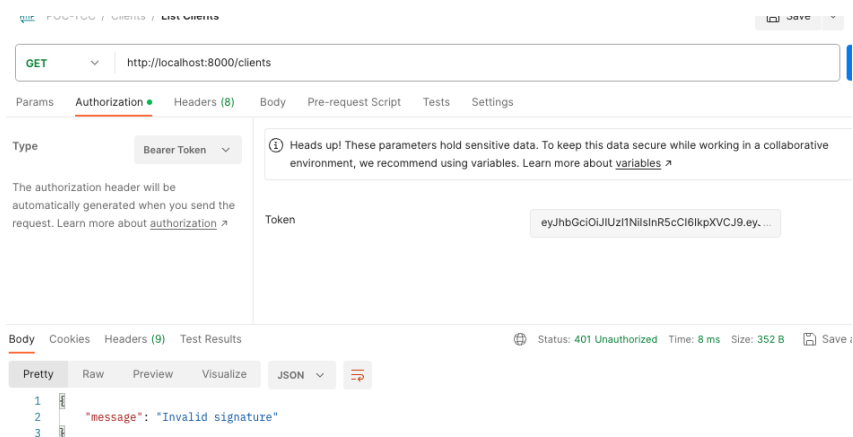 HTTP POC-TCC / Clients / List Clients Save
GET http://localhost:8000/clients
Params Authorization Headers (8) Body Pre-request Script Tests Settings
Type Bearer Token
Heads up! These parameters hold sensitive data. To keep this data secure while working in a collaborative
environment, we recommend using variables. Learn more about variables ↗
The authorization header will be
automatically generated when you send the
request. Learn more about authorization ↗
Token eyJhbGciOiJIUzI1NiIsInR5cCI6IkpXVCJ9.ey. ...
Body Cookies Headers (9) Test Results Status: 401 Unauthorized Time: 8 ms Size: 352 B Save a
Pretty Raw Preview Visualize JSON
1 {
2 "message": "Invalid signature"
3 }